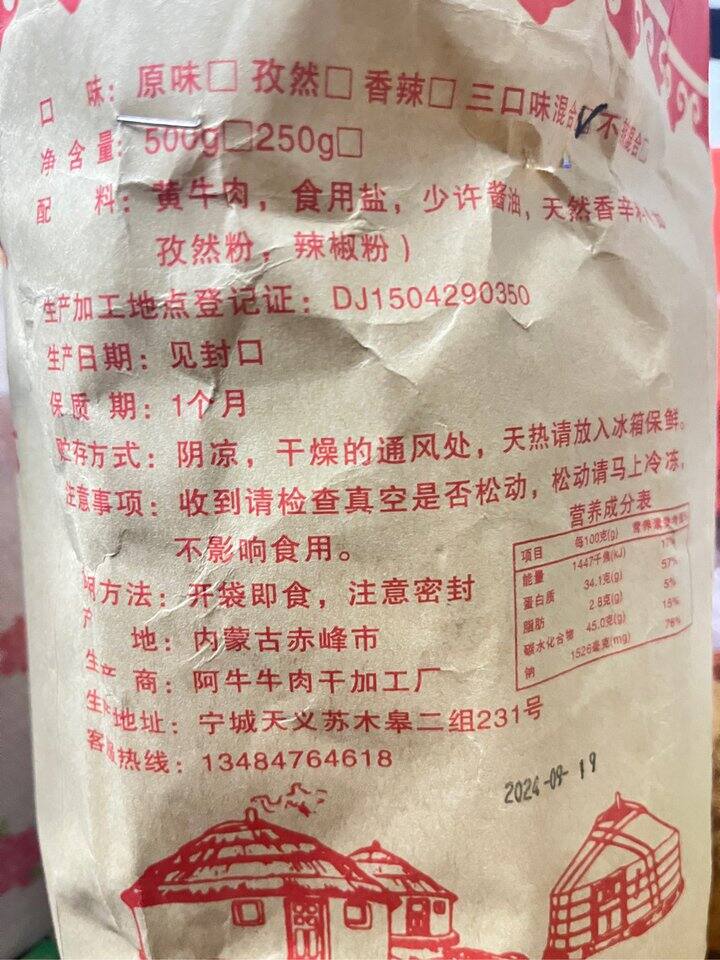 口 味：原味□ 孜然□ 香辣□ 三口味混合□ 不
净含量：500g□250g□
配 料：黄牛肉，食用盐，少许酱油，天然香辛
孜然粉，辣椒粉）
生产加工地点登记证：DJ1504290350
生产日期：见封口
保质期：1个月
贮存方式：阴凉，干燥的通风处，天热请放入冰箱保鲜。
注意事项：收到请检查真空是否松动，松动请马上冷冻，
不影响食用。
方法：开袋即食，注意密封
产 地：内蒙古赤峰市
生产商：阿牛牛肉干加工厂
地址：宁城天义苏木皋二组231号
客服热线：13484764618
营养成分表
项目 每100克(g)
能量 1447千焦(kJ) 17%
蛋白质 34.1克(g) 57%
脂肪 2.8克(g) 5%
碳水化合物 45.0克(g) 15%
钠 1526毫克(mg) 76%
2024-09-19